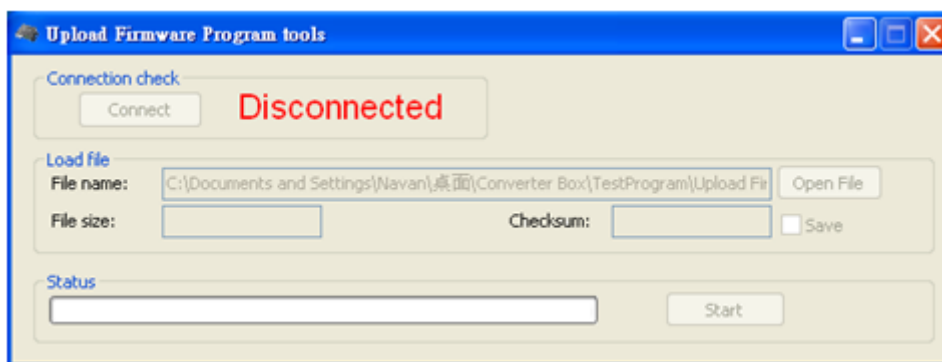 Upload Firmware Program tools
Connection check
Connect Disconnected
Load file
File name: C:\Documents and Settings\Navan\桌面\Converter Box\TestProgram\Upload Fir Open File
File size: Checksum: Save
Status
Start